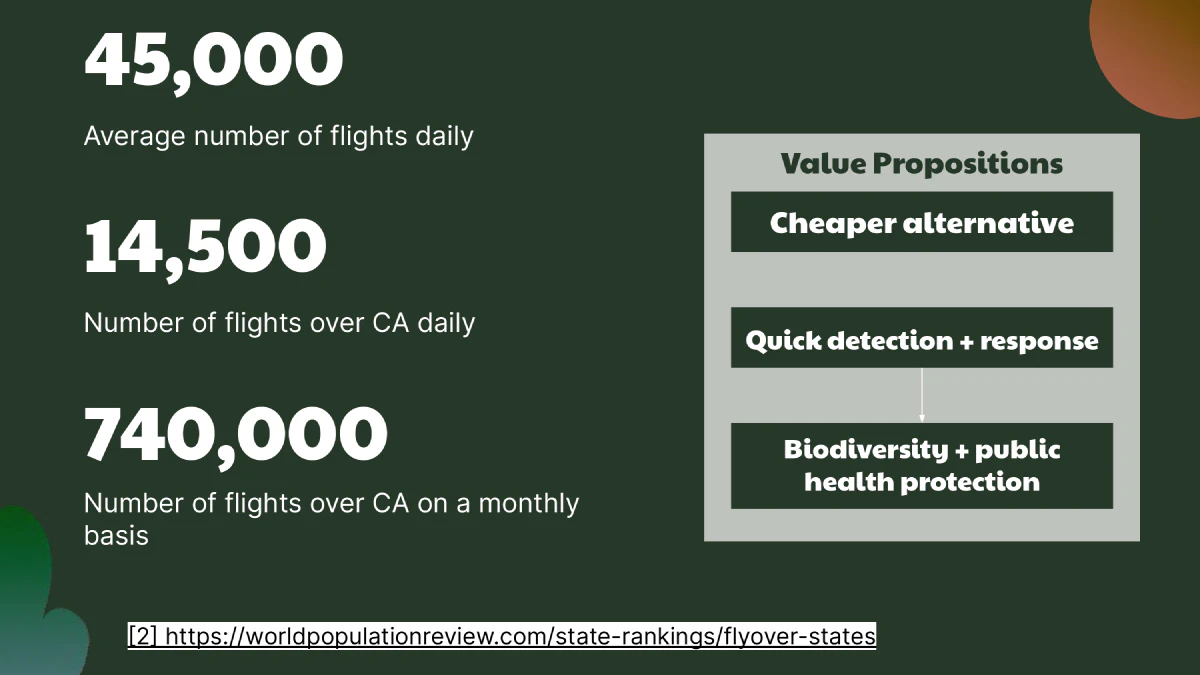 45,000
Average number of flights daily
14,500
Number of flights over CA daily
740,000
Number of flights over CA on a monthly
basis
Value Propositions
Cheaper alternative
Quick detection + response
Biodiversity + public
health protection
[2] https://worldpopulationreview.com/state-rankings/flyover-states